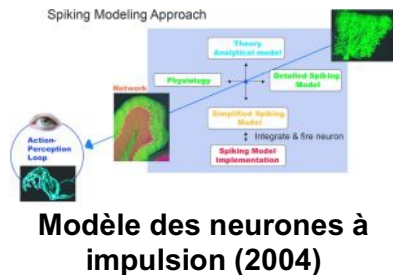 Spiking Modeling Approach
Theory
Analytical model
Physiology
Detailed Spiking
Model
Network
Simplified Spiking
Model
Integrate & fire neuron
Action-
Perception
Loop
Spiking Model
Implementation
Modèle des neurones à
impulsion (2004)